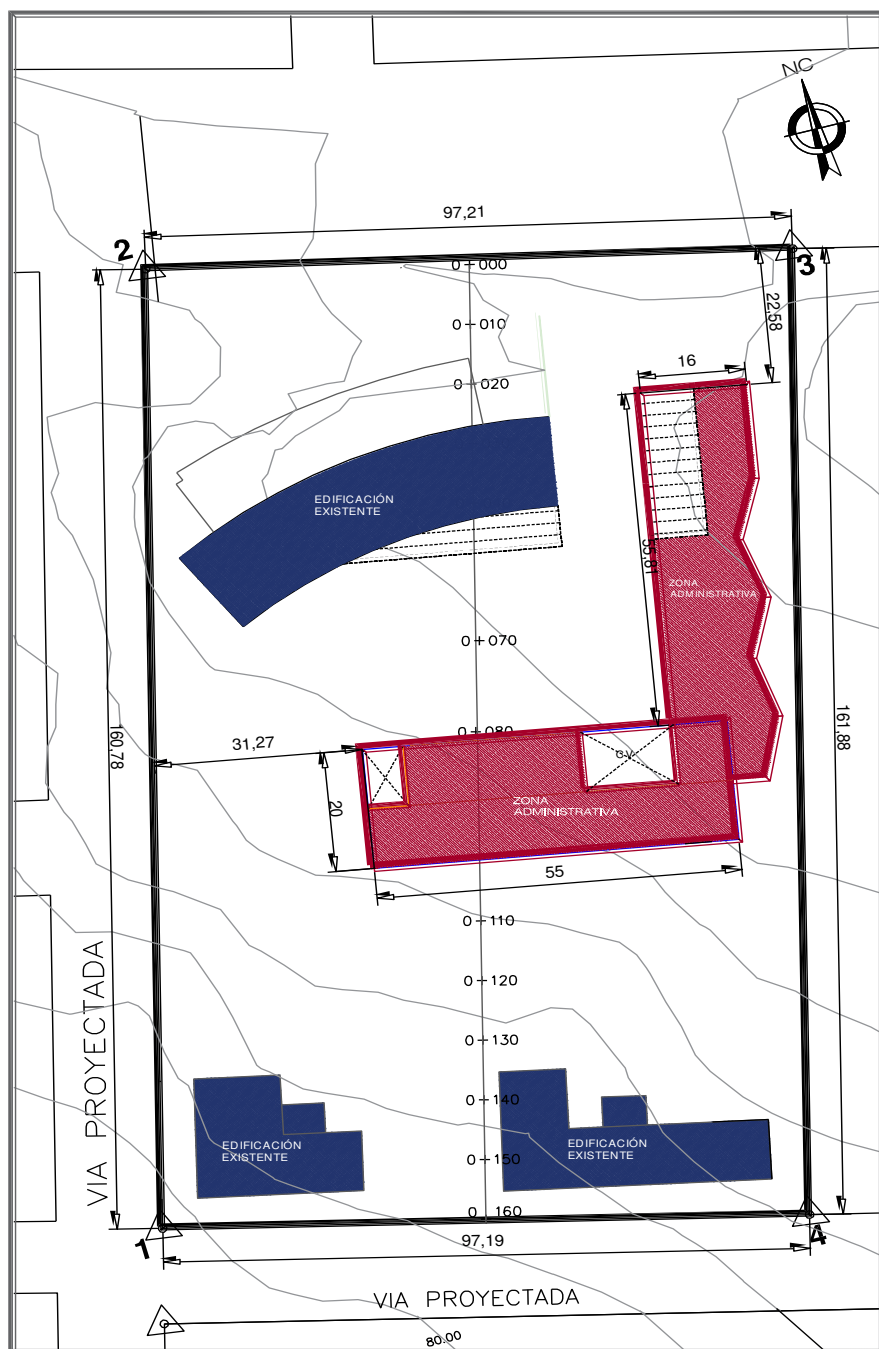 NC
97,21
2
3
0+000
22,58
0+010
16
0+020
EDIFICACIÓN
EXISTENTE
55,81
ZONA
ADMINISTRATIVA
0+070
161,88
160,78
31,27
0+080
C.V.
20
ZONA
ADMINISTRATIVA
55
0+110
VIA PROYECTADA
0+120
0+130
0+140
EDIFICACIÓN
EXISTENTE
EDIFICACIÓN
EXISTENTE
0+150
0+160
1
97,19
4
VIA PROYECTADA
80.00